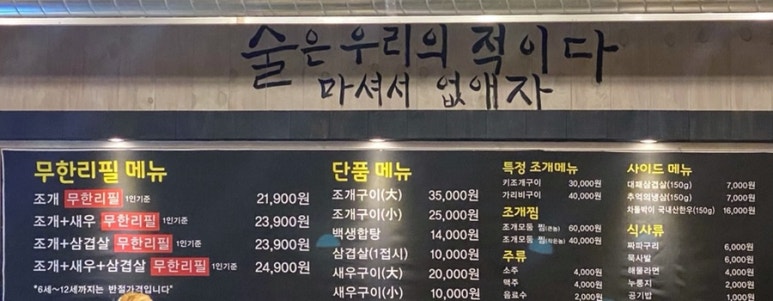 술은 우리의 적이다
마셔서 없애자
무한리필 메뉴
조개 무한리필 1인기준 21,900원
조개+새우 무한리필 1인기준 23,900원
조개+삼겹살 무한리필 1인기준 23,900원
조개+새우+삼겹살 무한리필 1인기준 24,900원
*6세~12세까지는 반절가격입니다*
단품 메뉴
조개구이(大) 35,000원
조개구이(小) 25,000원
백생합탕 14,000원
삼겹살(1접시) 10,000원
새우구이(大) 20,000원
새우구이(小) 10,000원
특정 조개메뉴
키조개구이 30,000원
가리비구이 40,000원
조개찜
조개모듬 찜(큰놈) 60,000원
조개모듬 찜(작은놈) 40,000원
주류
소주 4,000원
맥주 4,000원
음료수 2,000원
사이드 메뉴
대패삼겹살(150g) 7,000원
추억의냉삼(150g) 7,000원
차돌박이 국내산한우(150g) 16,000원
식사류
짜파구리 6,000원
묵사발 6,000원
해물라면 4,000원
누룽지 2,000원
공기밥 1,000원